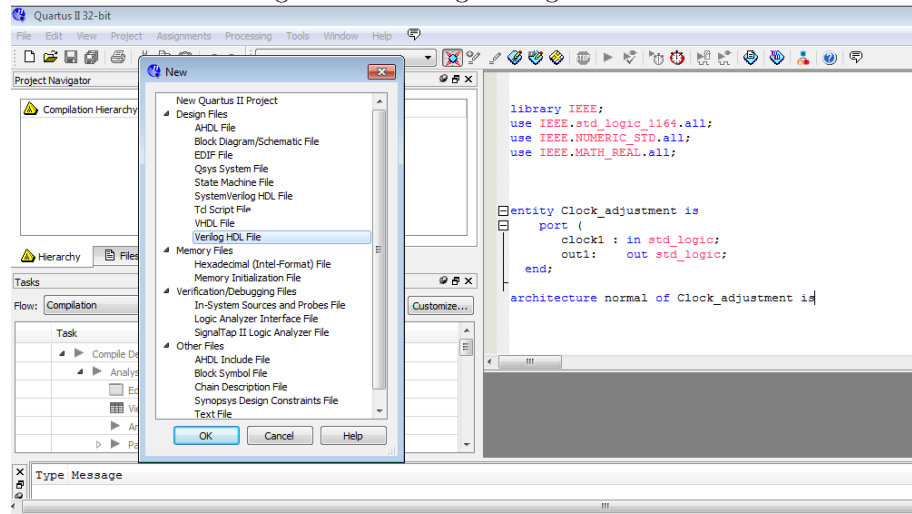 Quartus II 32-bit
File Edit View Project Assignments Processing Tools Window Help
Project Navigator
Compilation Hierarchy
Hierarchy Files
Tasks
Flow: Compilation Customize...
Task
Compile De
Analys
New
New Quartus II Project
Design Files
AHDL File
Block Diagram/Schematic File
EDIF File
Qsys System File
State Machine File
SystemVerilog HDL File
Tcl Script File
VHDL File
Verilog HDL File
Memory Files
Hexadecimal (Intel-Format) File
Memory Initialization File
Verification/Debugging Files
In-System Sources and Probes File
Logic Analyzer Interface File
SignalTap II Logic Analyzer File
Other Files
AHDL Include File
Block Symbol File
Chain Description File
Synopsys Design Constraints File
Text File
OK Cancel Help
library IEEE;
use IEEE.std_logic_1164.all;
use IEEE.NUMERIC_STD.all;
use IEEE.MATH_REAL.all;
entity Clock_adjustment is
port (
clock1 : in std_logic;
out1: out std_logic;
end;
architecture normal of Clock_adjustment is
Type Message